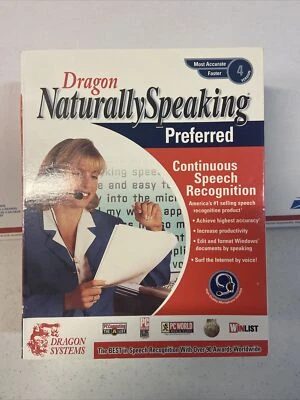 Most Accurate
Faster
4
Dragon
NaturallySpeaking
Preferred
Continuous
Speech
Recognition
America's #1 selling speech
recognition product
• Achieve highest accuracy
• Increase productivity
• Edit and format Windows
documents by speaking
• Surf the Internet by voice!
DRAGON
SYSTEMS
PC WORLD
WINLIST
The BEST in Speech Recognition With Over 90 Awards Worldwide